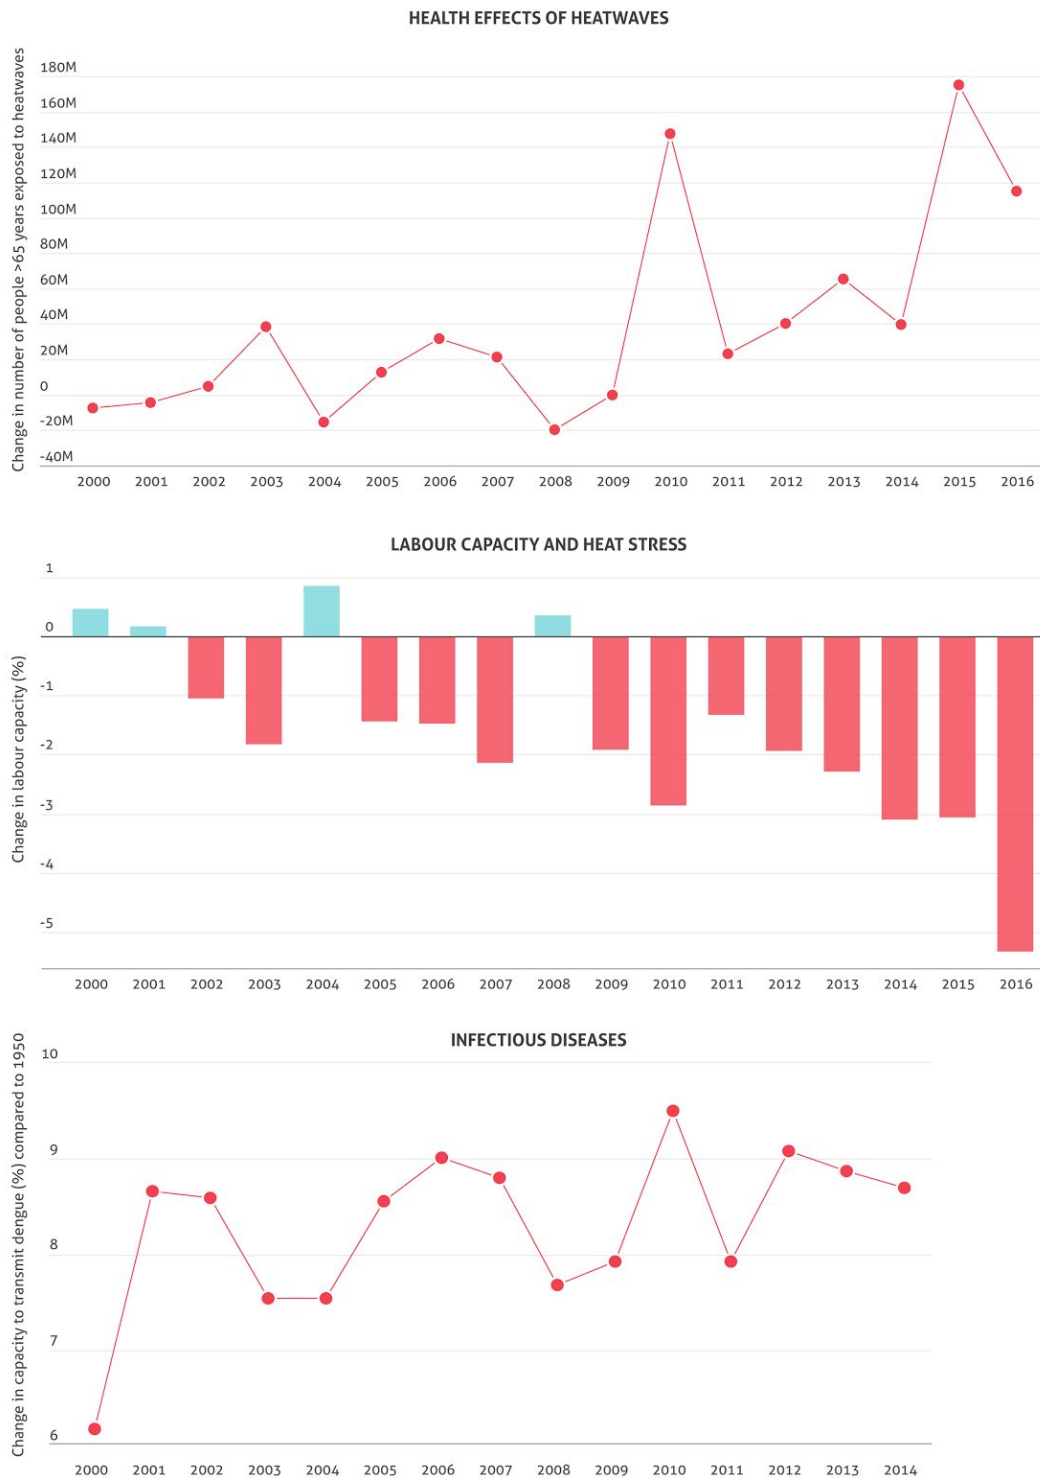 HEALTH EFFECTS OF HEATWAVES
Change in number of people >65 years exposed to heatwaves
180M
160M
140M
120M
100M
80M
60M
40M
20M
0
-20M
-40M
2000 2001 2002 2003 2004 2005 2006 2007 2008 2009 2010 2011 2012 2013 2014 2015 2016
LABOUR CAPACITY AND HEAT STRESS
Change in labour capacity (%)
1
0
-1
-2
-3
-4
-5
2000 2001 2002 2003 2004 2005 2006 2007 2008 2009 2010 2011 2012 2013 2014 2015 2016
INFECTIOUS DISEASES
Change in capacity to transmit dengue (%) compared to 1950
10
9
8
7
6
2000 2001 2002 2003 2004 2005 2006 2007 2008 2009 2010 2011 2012 2013 2014